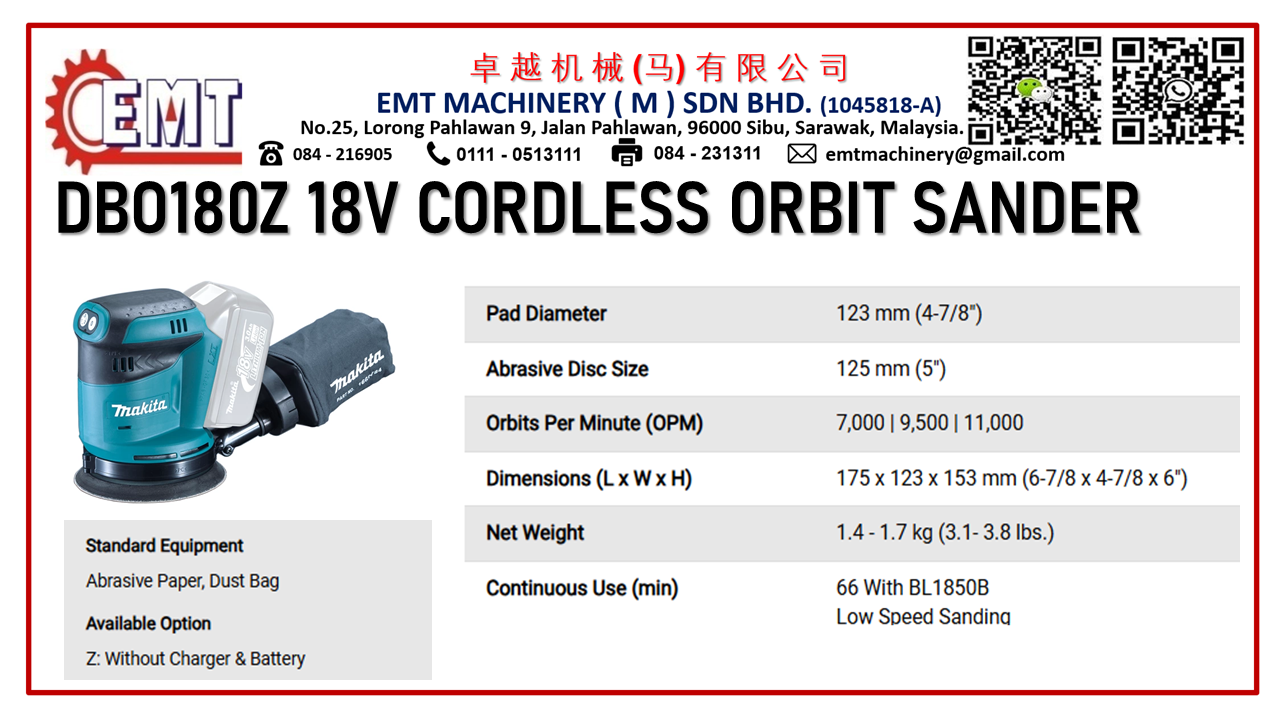 EMT
卓越机械(马)有限公司
EMT MACHINERY ( M ) SDN BHD. (1045818-A)
No.25, Lorong Pahlawan 9, Jalan Pahlawan, 96000 Sibu, Sarawak, Malaysia.
084 - 216905 0111 - 0513111 084 - 231311 emtmachinery@gmail.com
DBO180Z 18V CORDLESS ORBIT SANDER
Makita
18V
Makita
Makita
Pad Diameter 123 mm (4-7/8")
Abrasive Disc Size 125 mm (5")
Orbits Per Minute (OPM) 7,000 | 9,500 | 11,000
Dimensions (L x W x H) 175 x 123 x 153 mm (6-7/8 x 4-7/8 x 6")
Net Weight 1.4 - 1.7 kg (3.1- 3.8 lbs.)
Continuous Use (min) 66 With BL1850B
Low Speed Sanding
Standard Equipment
Abrasive Paper, Dust Bag
Available Option
Z: Without Charger & Battery